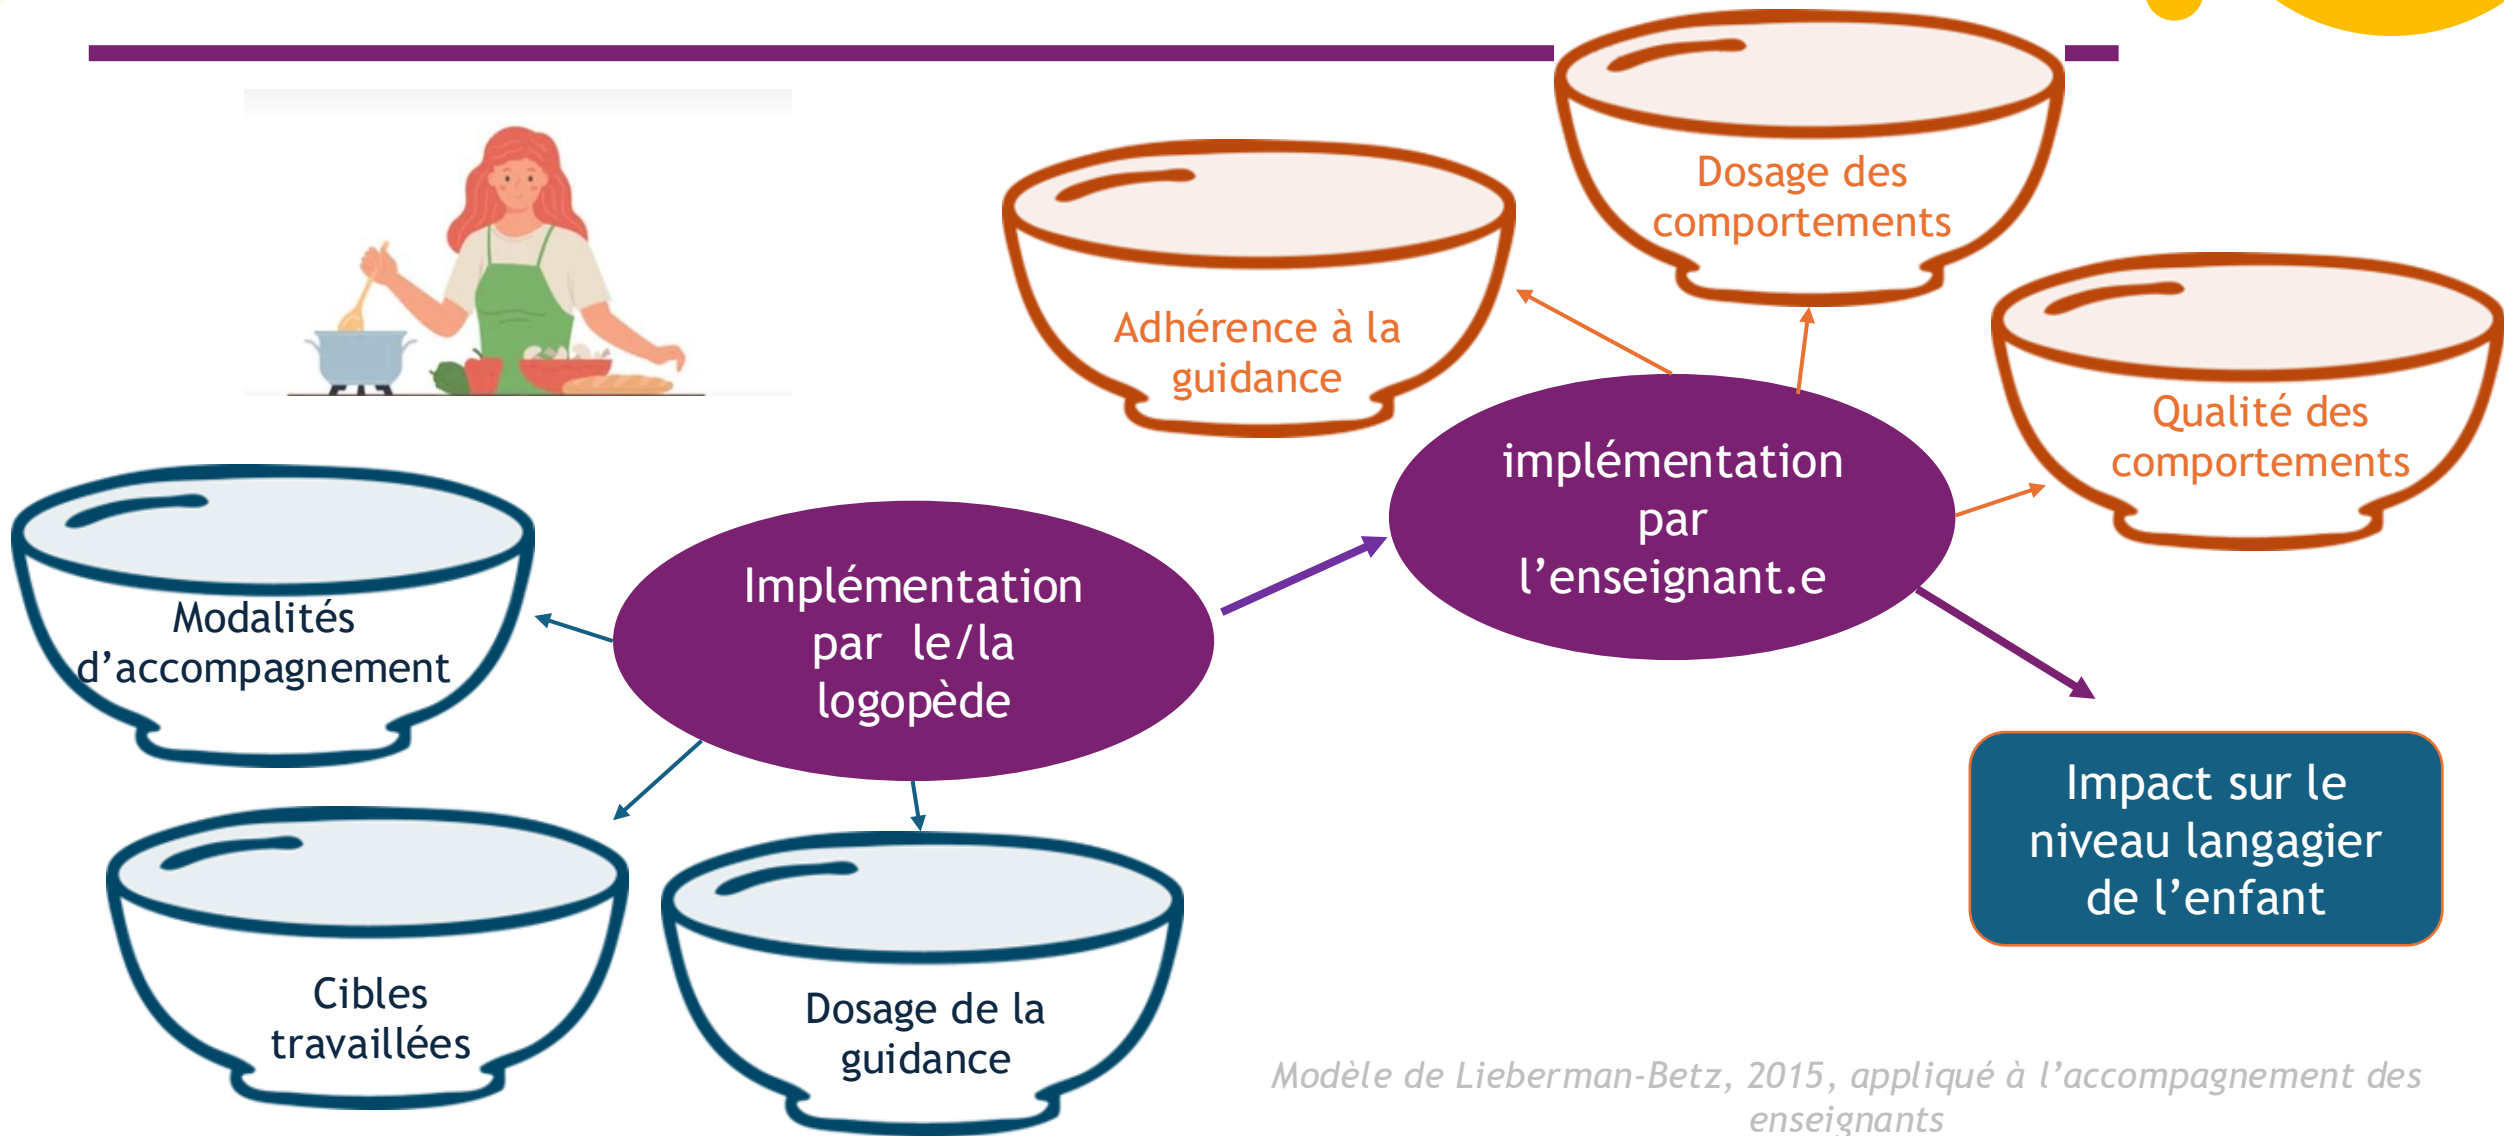 Dosage des
comportements
Adhérence à la
guidance
Qualité des
comportements
implémentation
par
l’enseignant.e
Implémentation
par le/la
logopède
Modalités
d’accompagnement
Cibles
travaillées
Dosage de la
guidance
Impact sur le
niveau langagier
de l’enfant
Modèle de Lieberman-Betz, 2015, appliqué à l’accompagnement des
enseignants